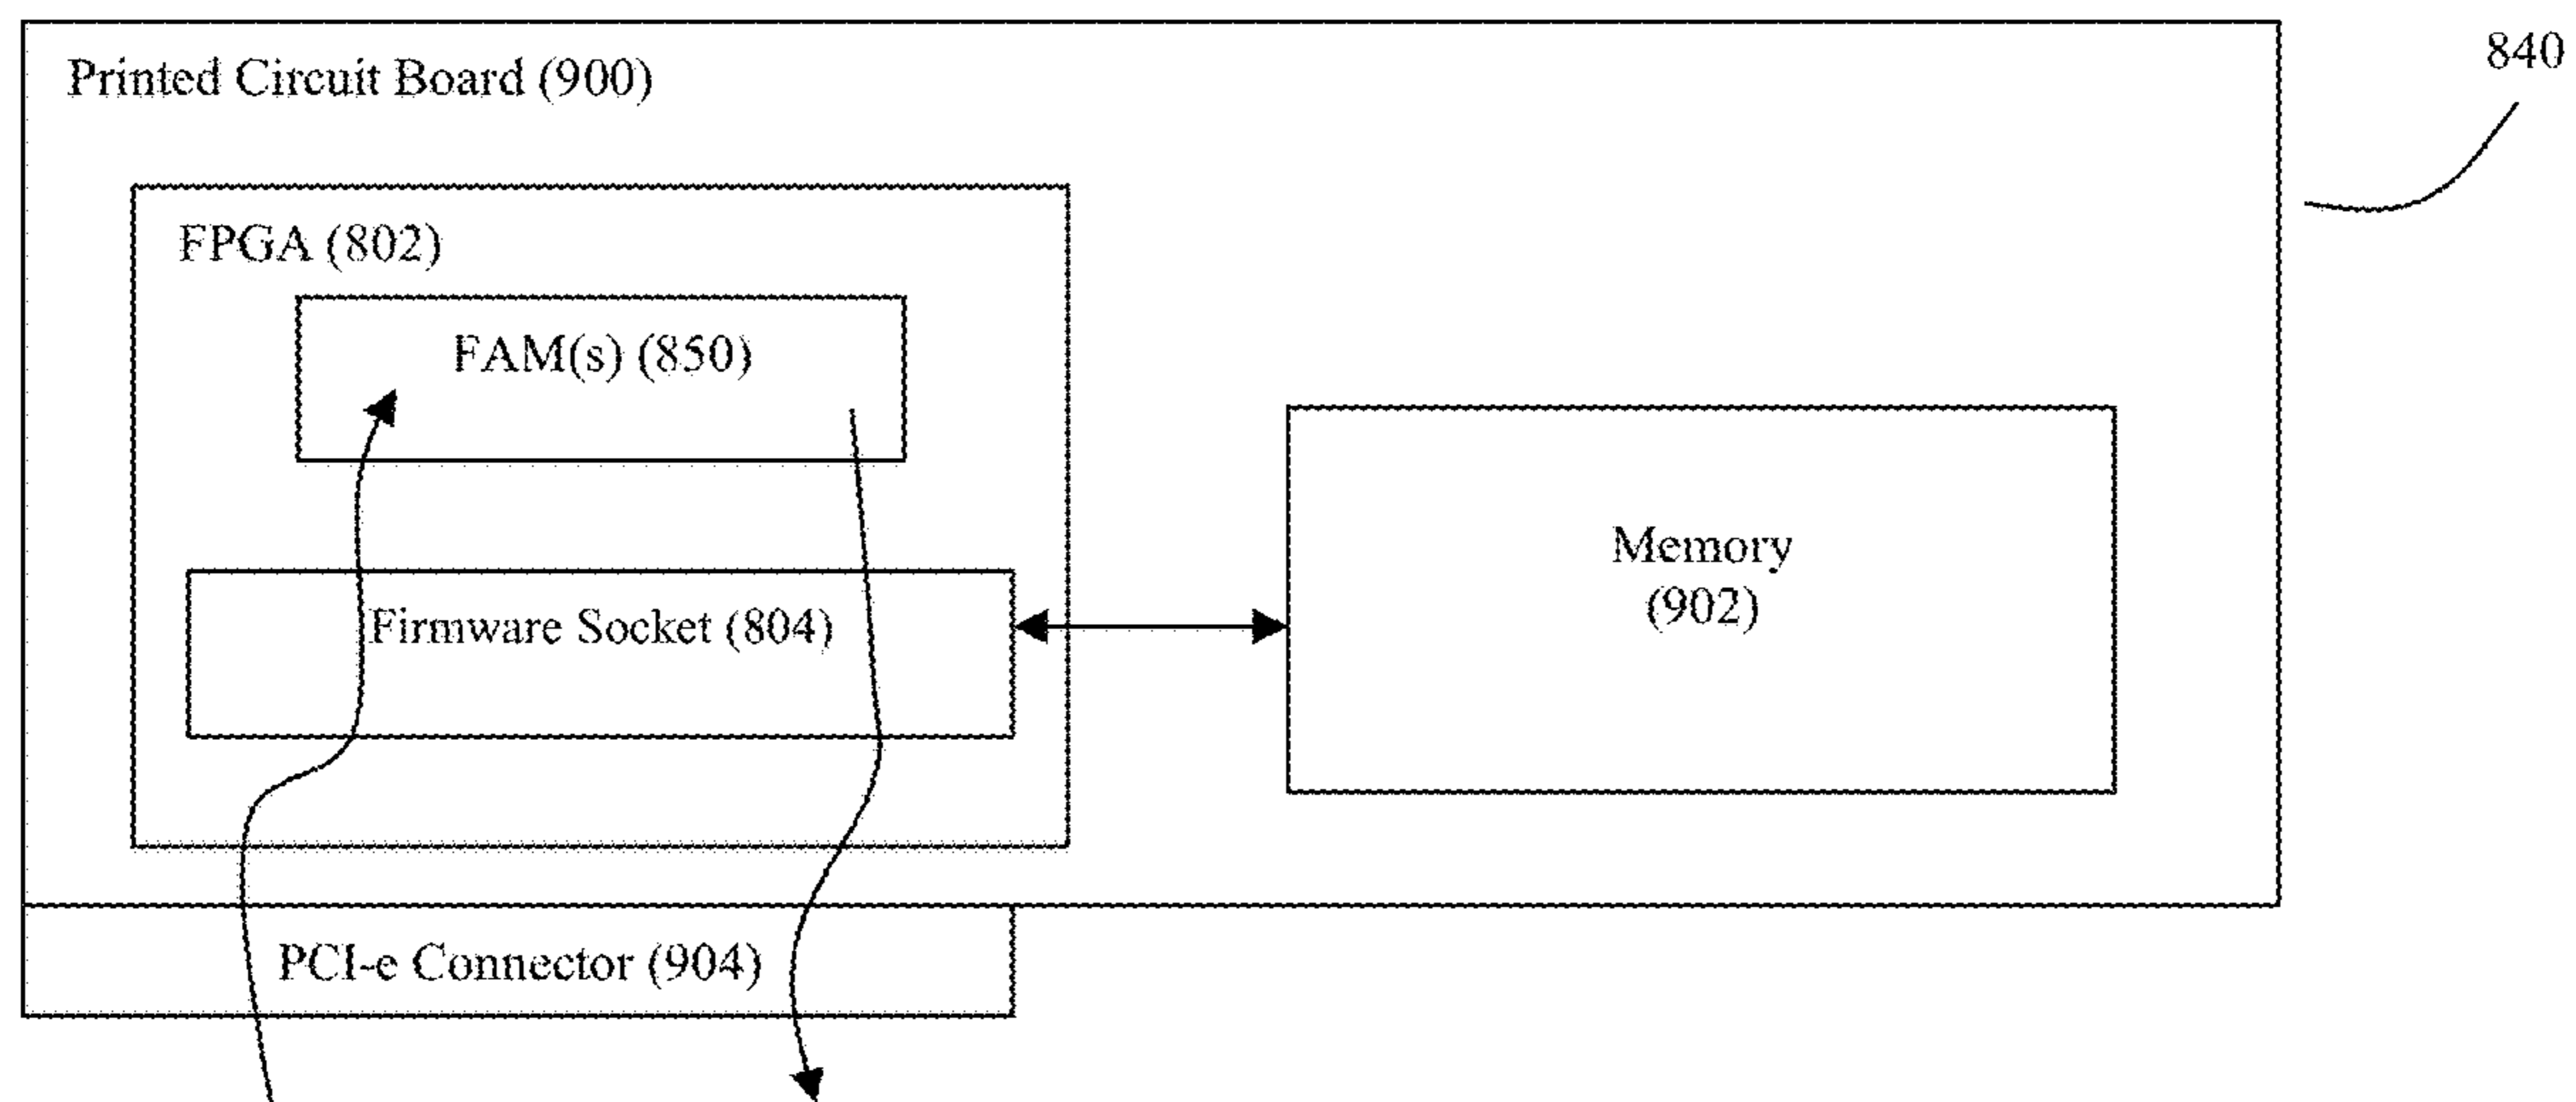 Printed Circuit Board (900)
840
FPGA (802)
FAM(s) (850)
Firmware Socket (804)
Memory
(902)
PCI-e Connector (904)